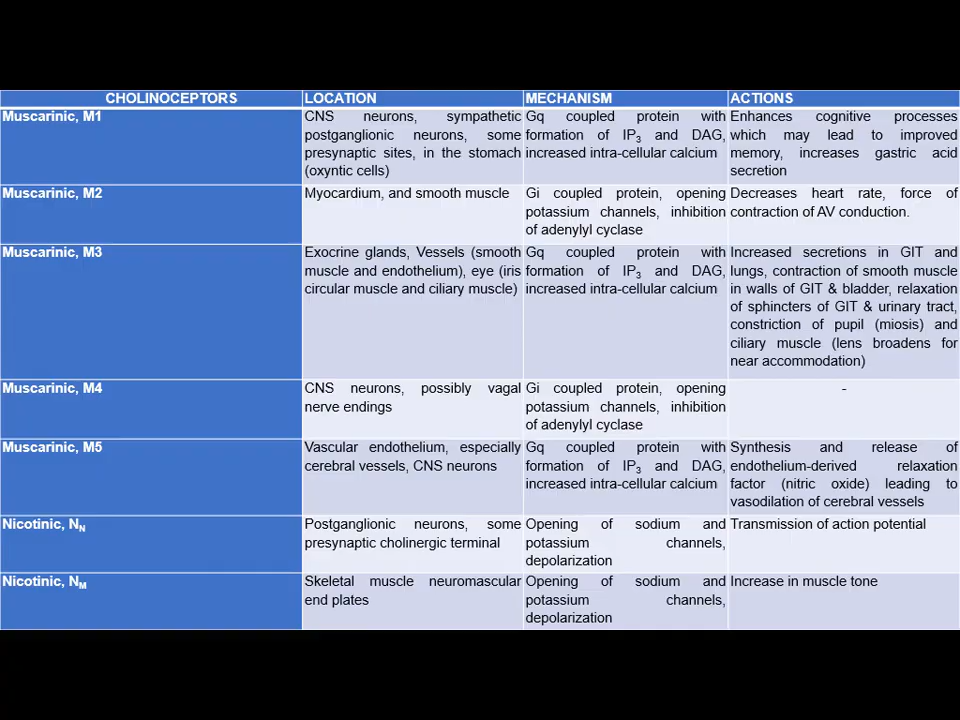 CHOLINOCEPTORS LOCATION MECHANISM ACTIONS
Muscarinic, M1
CNS neurons, sympathetic
postganglionic neurons, some
presynaptic sites, in the stomach
(oxyntic cells)
Gq coupled protein with
formation of IP3 and DAG,
increased intra-cellular calcium
Enhances cognitive processes
which may lead to improved
memory, increases gastric acid
secretion
Muscarinic, M2
Myocardium, and smooth muscle
Gi coupled protein, opening
potassium channels, inhibition
of adenylyl cyclase
Decreases heart rate, force of
contraction of AV conduction.
Muscarinic, M3
Exocrine glands, Vessels (smooth
muscle and endothelium), eye (iris
circular muscle and ciliary muscle)
Gq coupled protein with
formation of IP3 and DAG,
increased intra-cellular calcium
Increased secretions in GIT and
lungs, contraction of smooth muscle
in walls of GIT & bladder, relaxation
of sphincters of GIT & urinary tract,
constriction of pupil (miosis) and
ciliary muscle (lens broadens for
near accommodation)
Muscarinic, M4
CNS neurons, possibly vagal
nerve endings
Gi coupled protein, opening
potassium channels, inhibition
of adenylyl cyclase
-
Muscarinic, M5
Vascular endothelium, especially
cerebral vessels, CNS neurons
Gq coupled protein with
formation of IP3 and DAG,
increased intra-cellular calcium
Synthesis and release of
endothelium-derived relaxation
factor (nitric oxide) leading to
vasodilation of cerebral vessels
Nicotinic, NN
Postganglionic neurons, some
presynaptic cholinergic terminal
Opening of sodium and
potassium channels,
depolarization
Transmission of action potential
Nicotinic, NM
Skeletal muscle neuromascular
end plates
Opening of sodium and
potassium channels,
depolarization
Increase in muscle tone